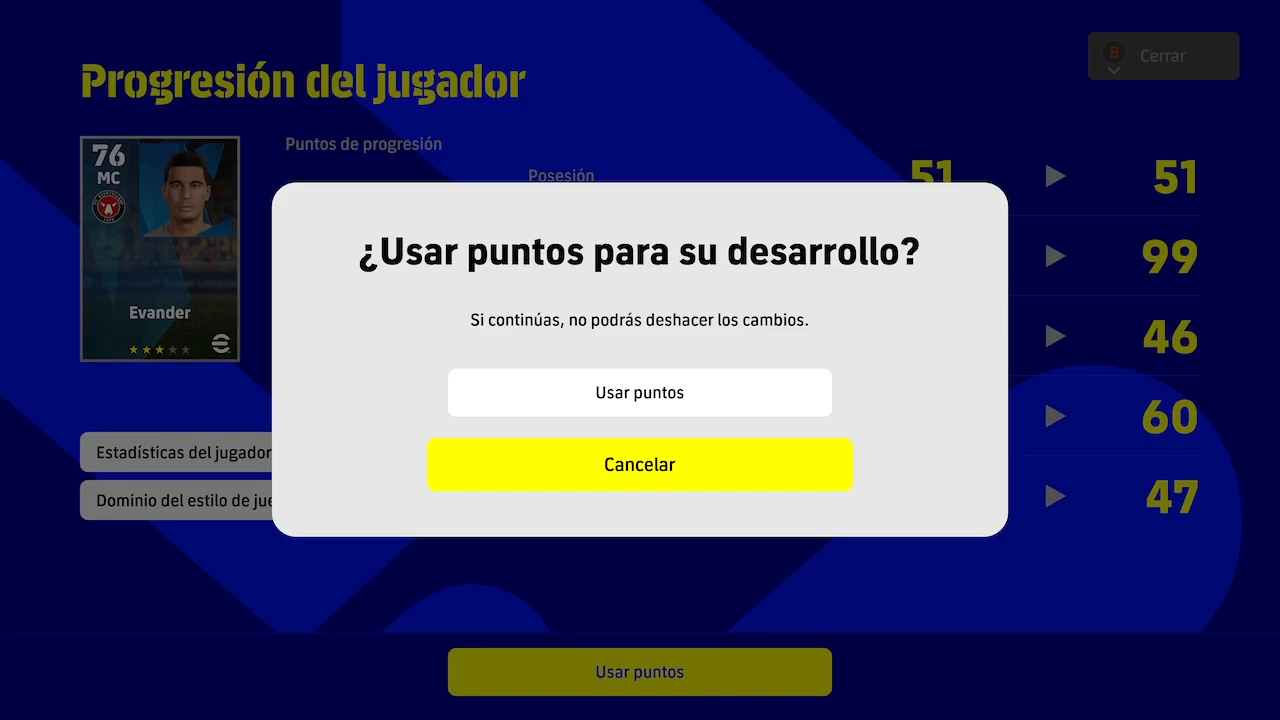 Progresión del jugador
B
Cerrar
76
MC
Evander
Puntos de progresión
Posesión
51
51
99
46
60
47
¿Usar puntos para su desarrollo?
Si continúas, no podrás deshacer los cambios.
Usar puntos
Cancelar
Estadísticas del jugador
Dominio del estilo de jue
Usar puntos